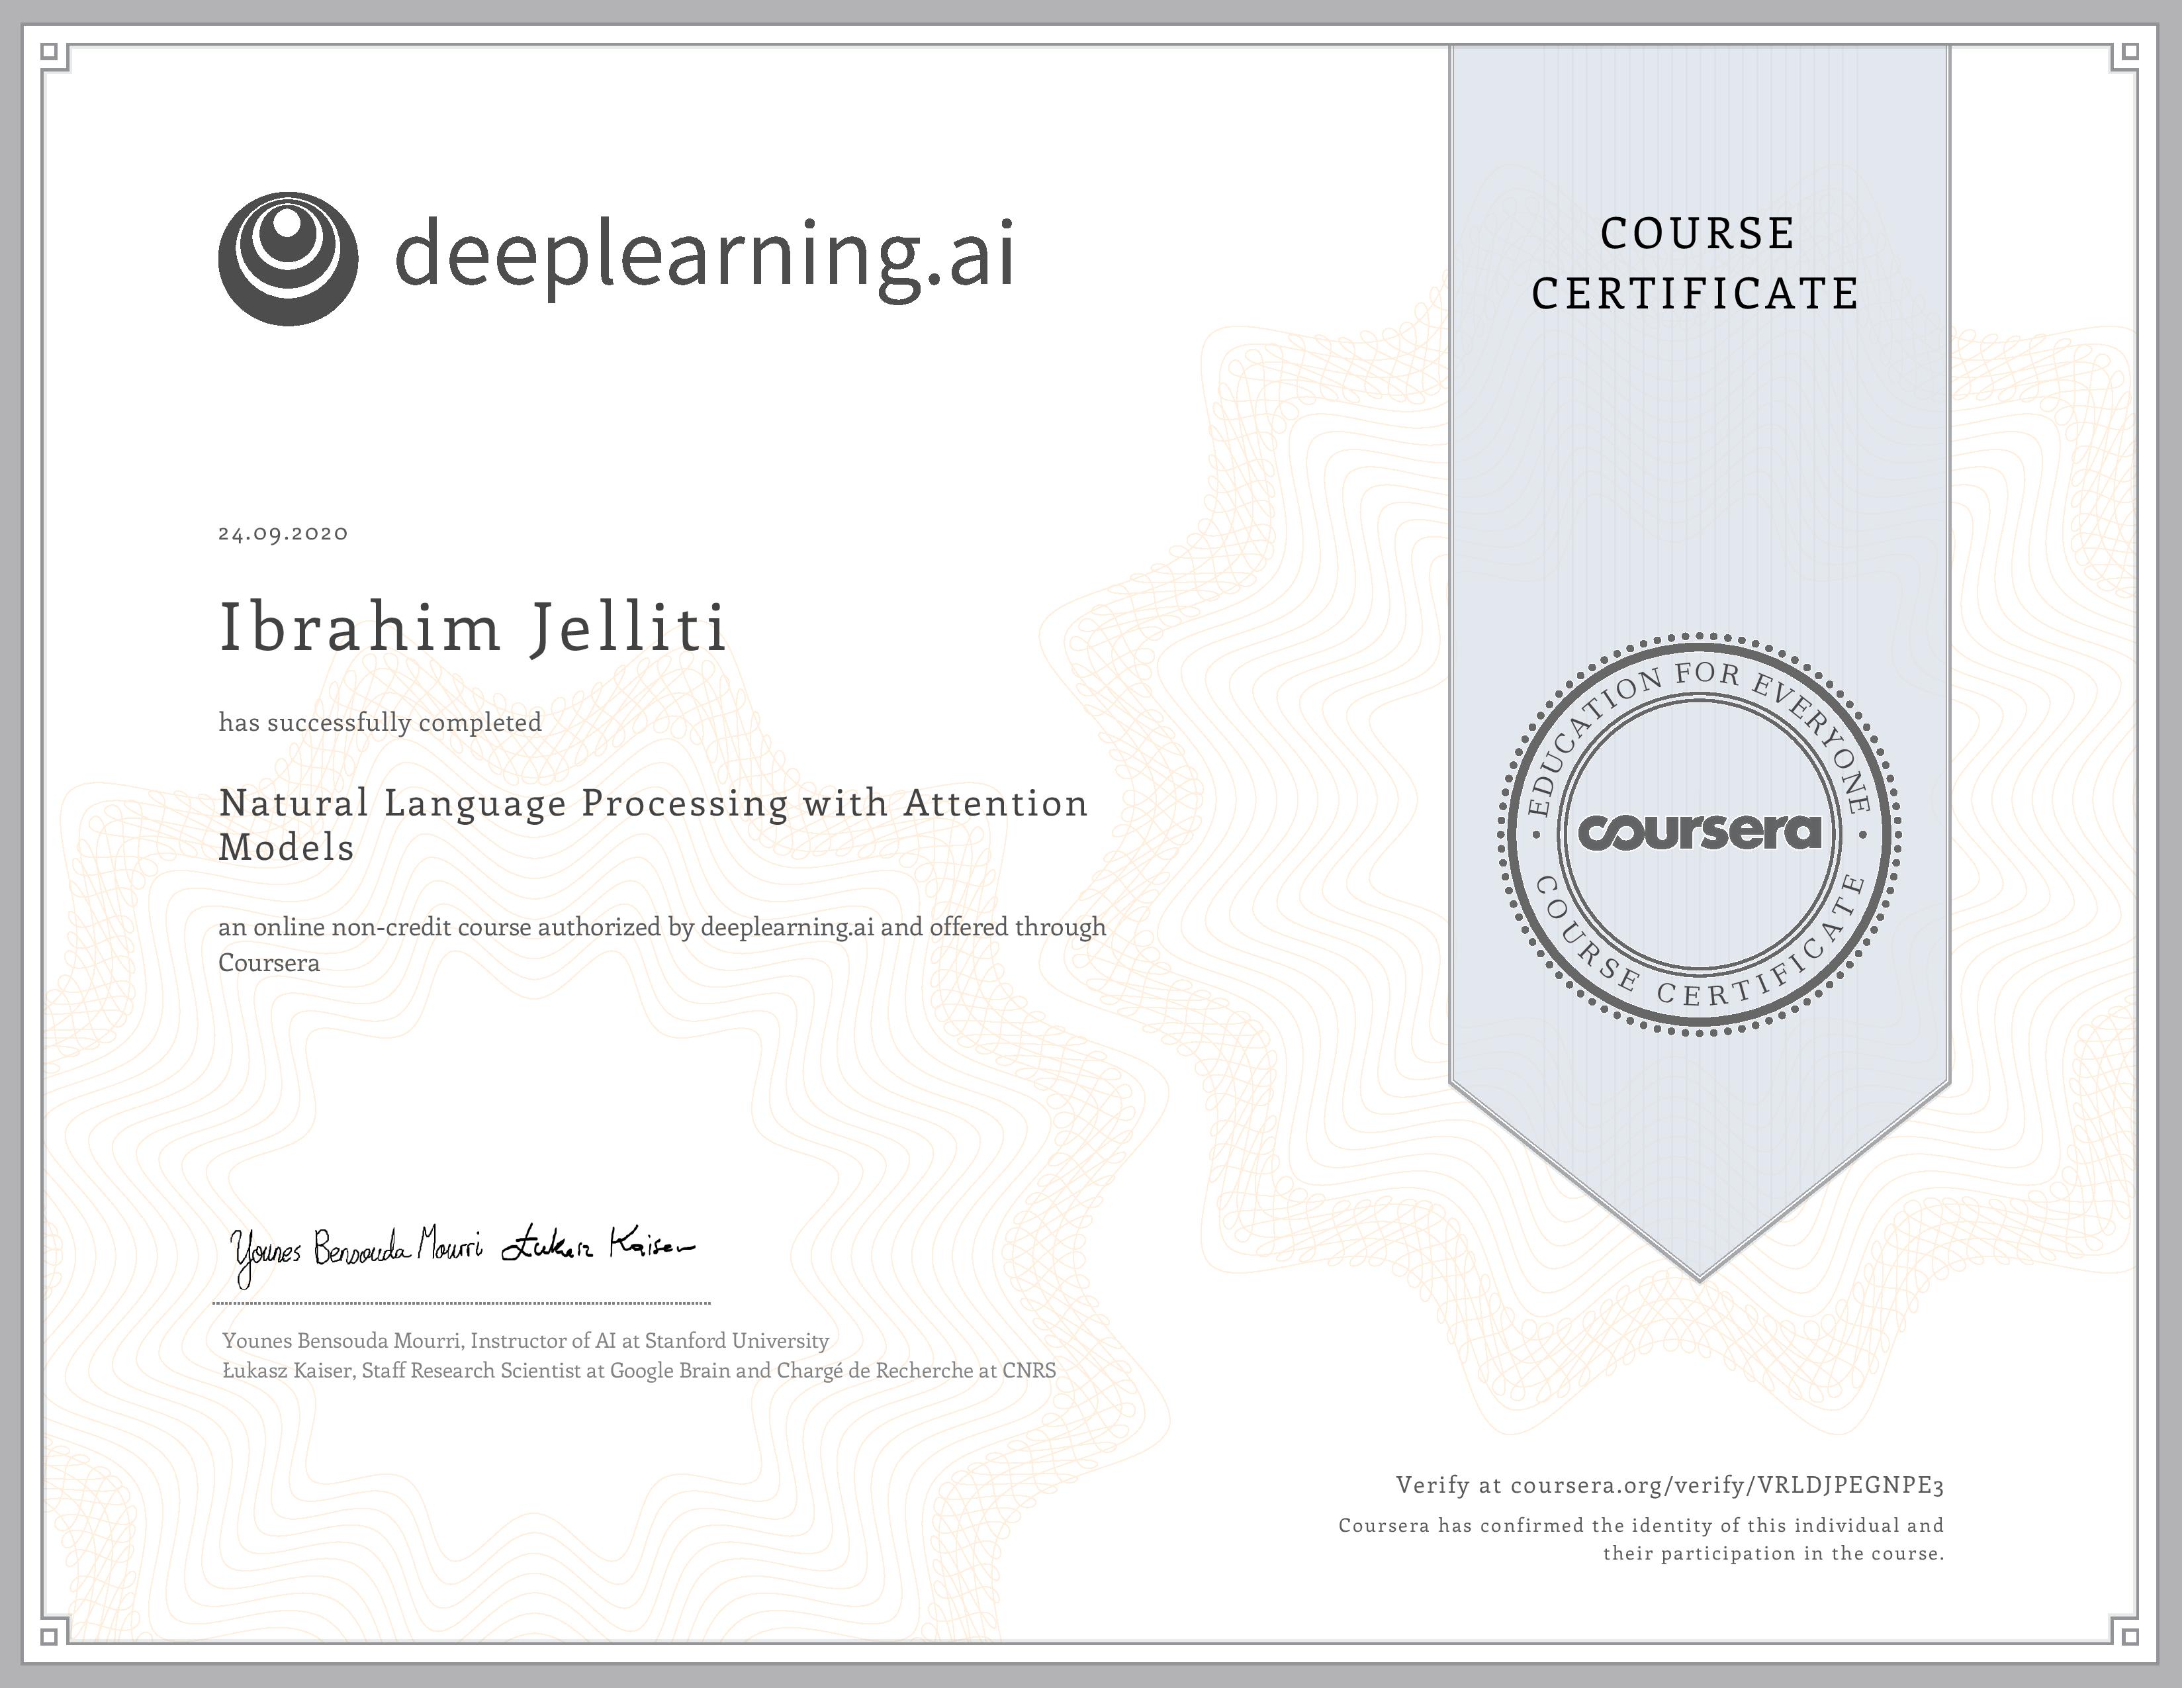 deeplearning.ai
COURSE
CERTIFICATE
24.09.2020
Ibrahim Jelliti
has successfully completed
Natural Language Processing with Attention
Models
an online non-credit course authorized by deeplearning.ai and offered through
Coursera
EDUCATION FOR EVERYONE
coursera
COURSE CERTIFICATE
Younes Bensouda Mourri Łukasz Kaiser
Younes Bensouda Mourri, Instructor of AI at Stanford University
Łukasz Kaiser, Staff Research Scientist at Google Brain and Chargé de Recherche at CNRS
Verify at coursera.org/verify/VRLDJPEGNPE3
Coursera has confirmed the identity of this individual and
their participation in the course.